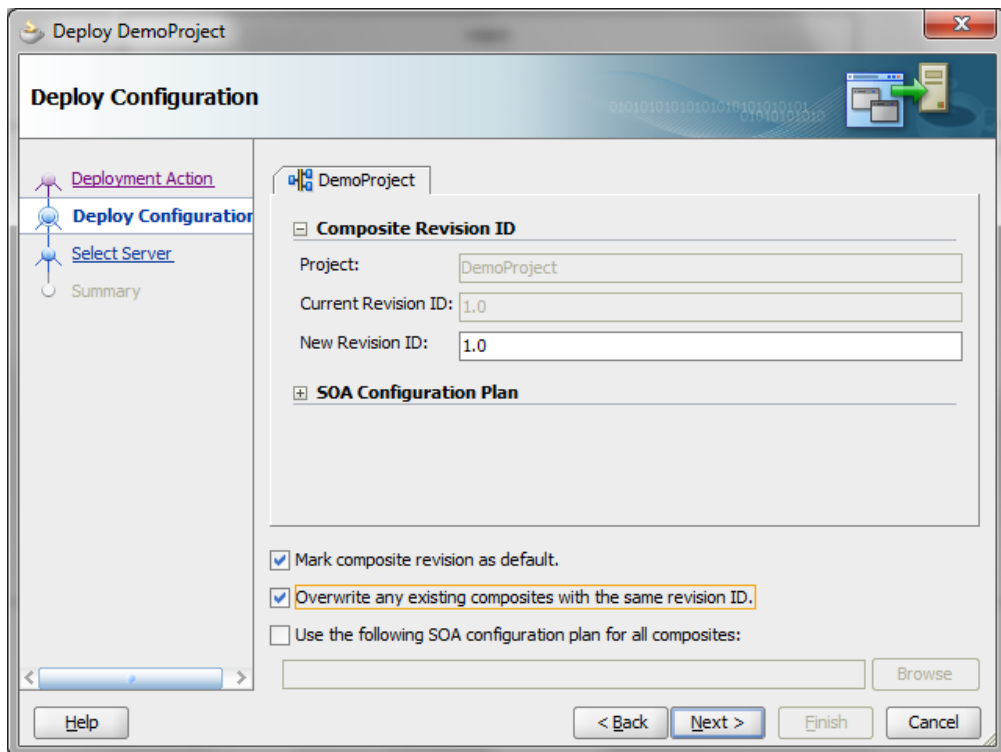 Deploy DemoProject
Deploy Configuration
Deployment Action
Deploy Configuration
Select Server
Summary
DemoProject
Composite Revision ID
Project: DemoProject
Current Revision ID: 1.0
New Revision ID: 1.0
SOA Configuration Plan
Mark composite revision as default.
Overwrite any existing composites with the same revision ID.
Use the following SOA configuration plan for all composites:
Browse
Help < Back Next > Finish Cancel